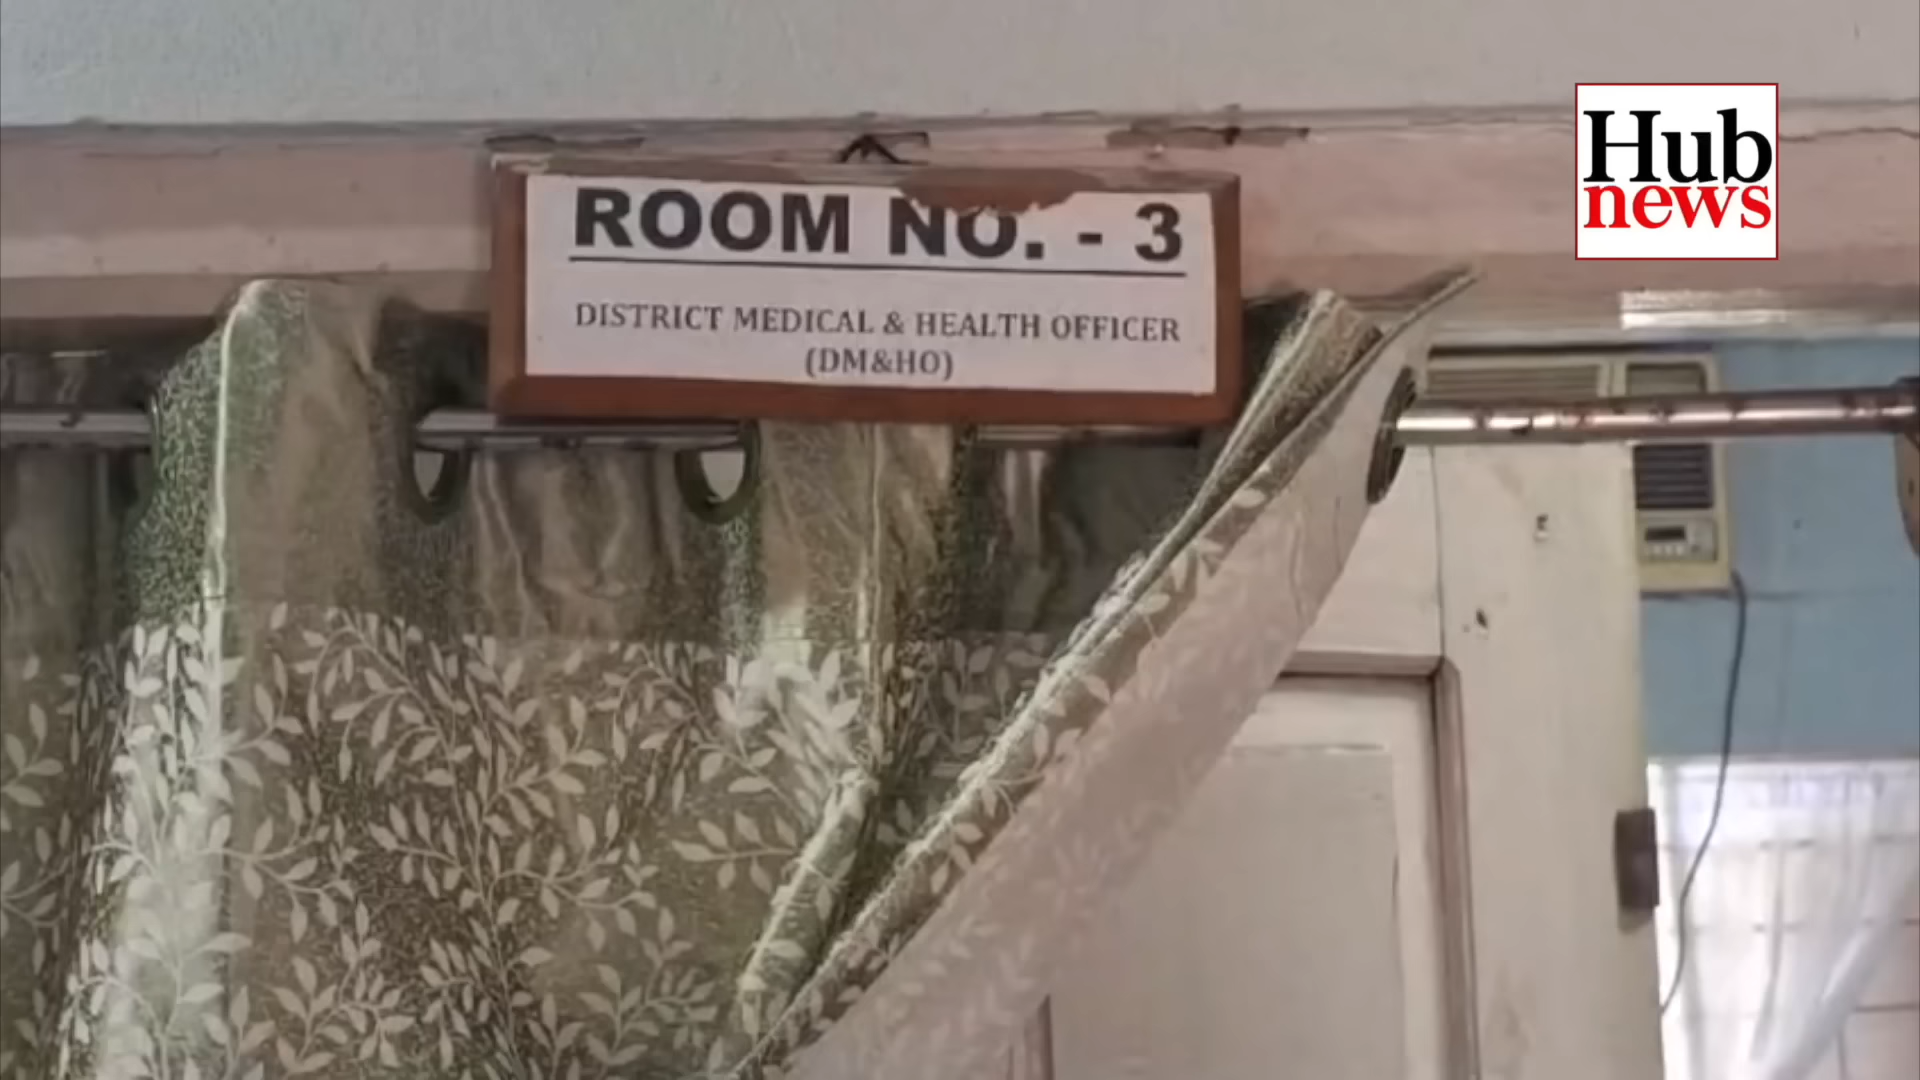 ROOM NO. - 3
DISTRICT MEDICAL & HEALTH OFFICER
(DM&HO)
Hub
news